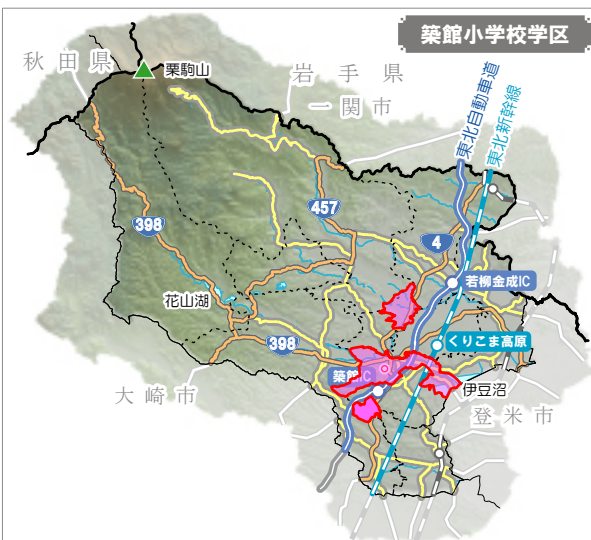 築館小学校学区
秋田県
栗駒山
岩手県
一関市
東北自動車道
東北新幹線
457
398
4
若柳金成IC
花山湖
くりこま高原
398
築館IC
伊豆沼
大崎市
登米市